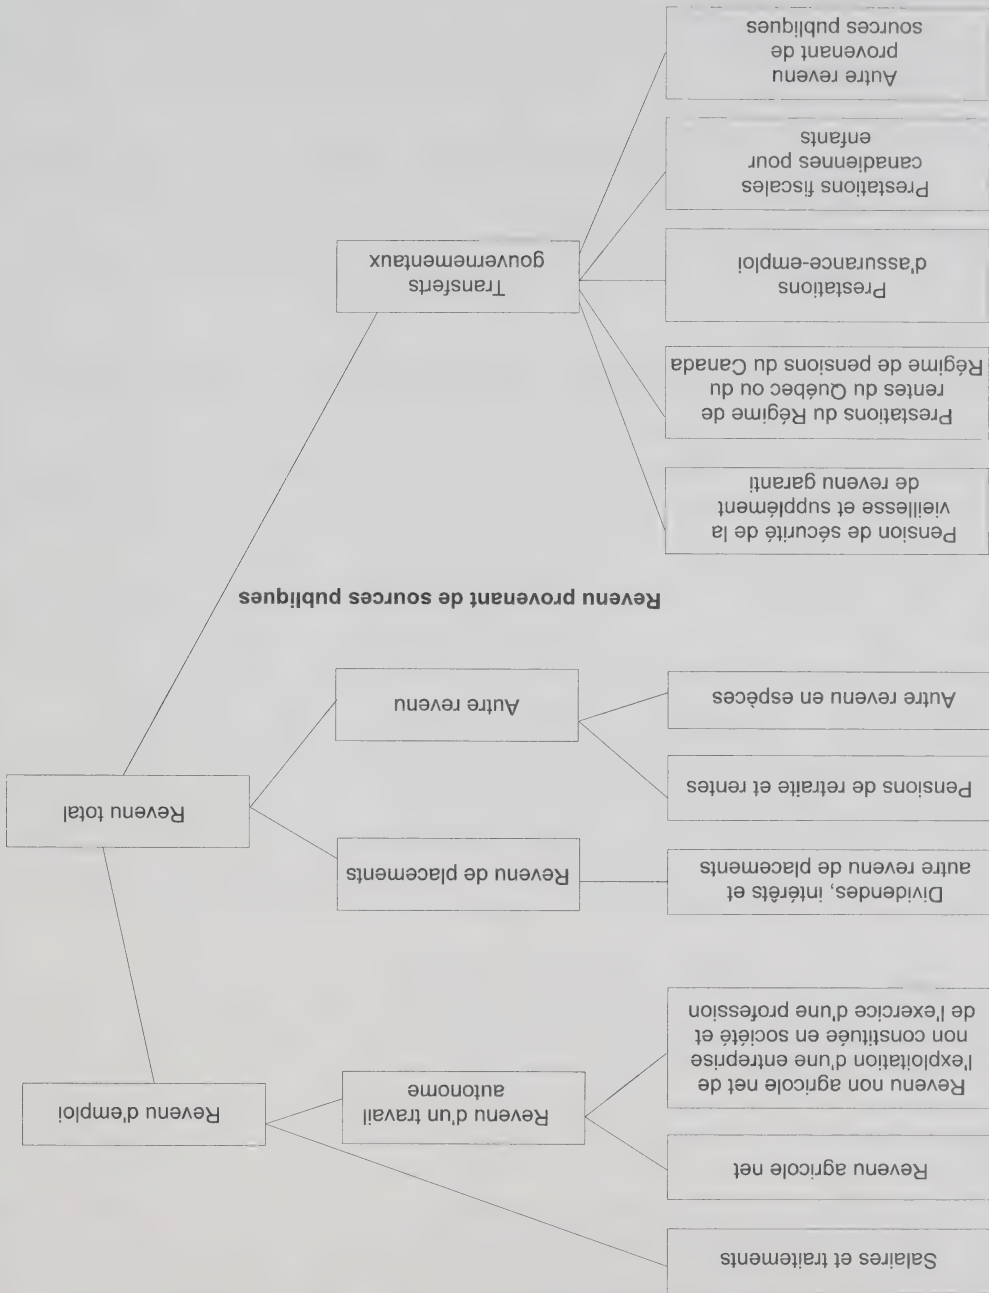 Salaires et traitements
Revenu agricole net
Revenu non agricole net de
l'exploitation d'une entreprise
non constituée en société et
de l'exercice d'une profession
Revenu d'un travail
autonome
Revenu d'emploi
Dividendes, intérêts et
autre revenu de placements
Revenu de placements
Pensions de retraite et rentes
Autre revenu en espèces
Autre revenu
Revenu total
Revenu provenant de sources publiques
Pension de sécurité de la
vieillesse et supplément
de revenu garanti
Prestations du Régime de
rentes du Québec ou du
Régime de pensions du Canada
Prestations
d'assurance-emploi
Prestations fiscales
canadiennes pour
enfants
Autre revenu
provenant de
sources publiques
Transferts
gouvernementaux